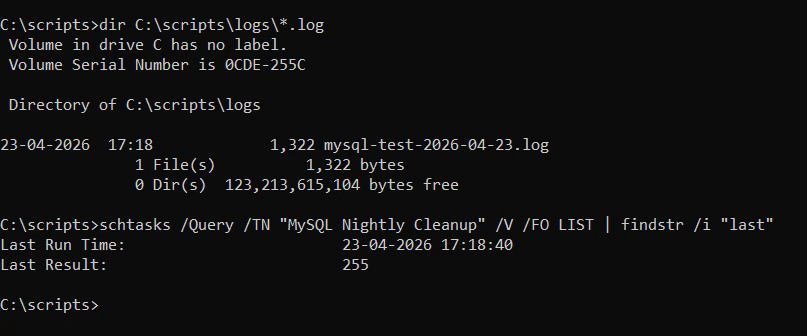 C:\scripts>dir C:\scripts\logs\*.log
 Volume in drive C has no label.
 Volume Serial Number is 0CDE-255C

 Directory of C:\scripts\logs

23-04-2026  17:18             1,322 mysql-test-2026-04-23.log
               1 File(s)          1,322 bytes
               0 Dir(s)  123,213,615,104 bytes free

C:\scripts>schtasks /Query /TN "MySQL Nightly Cleanup" /V /FO LIST | findstr /i "last"
Last Run Time:                        23-04-2026 17:18:40
Last Result:                          255

C:\scripts>